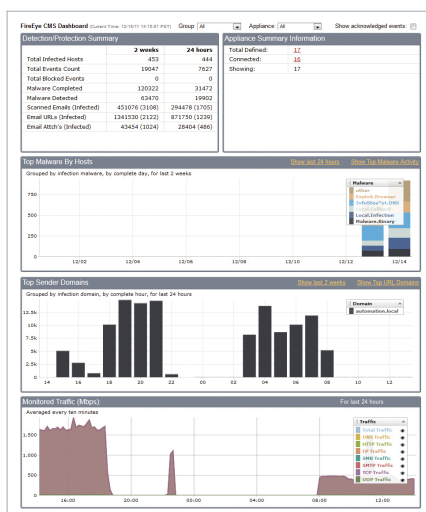 FireEye CMS Dashboard (Current Time: 12/15/11 14:15:51 PST) Group: All Appliance: All Show acknowledged events:
Detection/Protection Summary
2 weeks 24 hours
Total Infected Hosts 453 444
Total Events Count 19047 7627
Total Blocked Events 0 0
Malware Completed 120322 31472
Malware Detected 63470 19902
Scanned Emails (Infected) 451076 (3108) 294478 (1705)
Email URLs (Infected) 1341530 (2122) 871750 (1239)
Email Attch's (Infected) 43454 (1024) 28404 (486)
Appliance Summary Information
Total Defined: 17
Connected: 16
Showing: 17
Top Malware By Hosts Show last 24 hours Show Top Malware Activity
Grouped by infection malware, by complete day, for last 2 weeks
Malware
other
Exploit.Browser
Local.Infection
Malware.Binary
750
500
250
0
12/02 12/04 12/06 12/08 12/10 12/12 12/14
Top Sender Domains Show last 2 weeks Show Top URL Domains
Grouped by infection domain, by complete hour, for last 24 hours
Domain
automation.local
12.5k
10k
7.5k
5k
2.5k
0
14 16 18 20 22 00 02 04 06 08 10 12
Monitored Traffic (Mbps) For last 24 hours
Averaged every ten minutes
Traffic
Total Traffic
DNS Traffic
HTTP Traffic
IP Traffic
SMB Traffic
SMTP Traffic
TCP Traffic
UDP Traffic
1,500
1,000
500
0
16:00 20:00 00:00 04:00 08:00 12:00